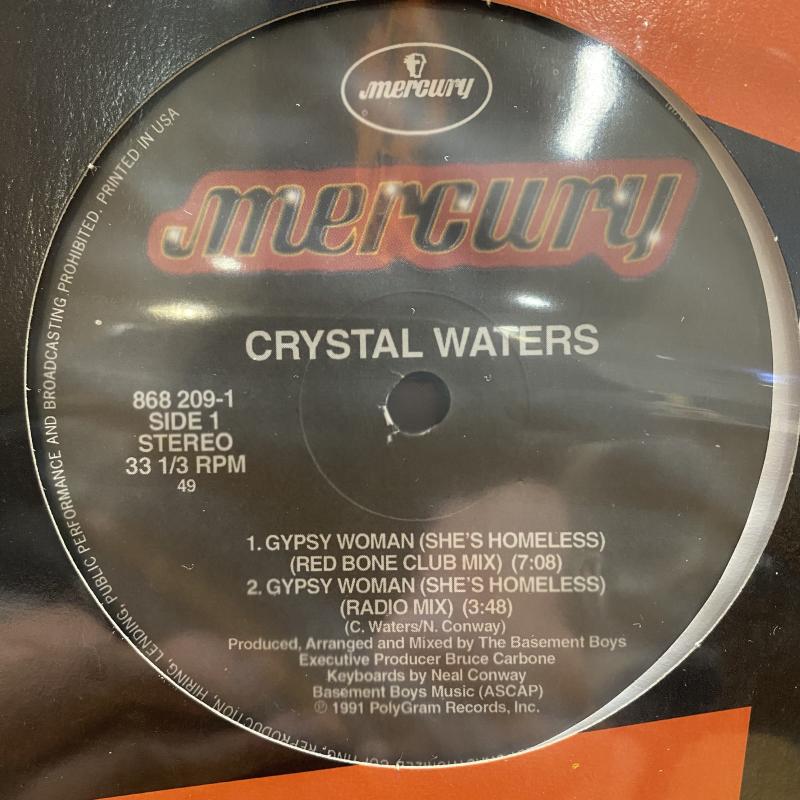 mercury
mercury
CRYSTAL WATERS
868 209-1
SIDE 1
STEREO
33 1/3 RPM
49
1. GYPSY WOMAN (SHE'S HOMELESS)
(RED BONE CLUB MIX) (7:08)
2. GYPSY WOMAN (SHE'S HOMELESS)
(RADIO MIX) (3:48)
(C. Waters/N. Conway)
Produced, Arranged and Mixed by The Basement Boys
Executive Producer Bruce Carbone
Keyboards by Neal Conway
Basement Boys Music (ASCAP)
℗ 1991 PolyGram Records, Inc.
REPRODUCTION, HIRING, LENDING, PUBLIC PERFORMANCE AND BROADCASTING PROHIBITED. PRINTED IN USA